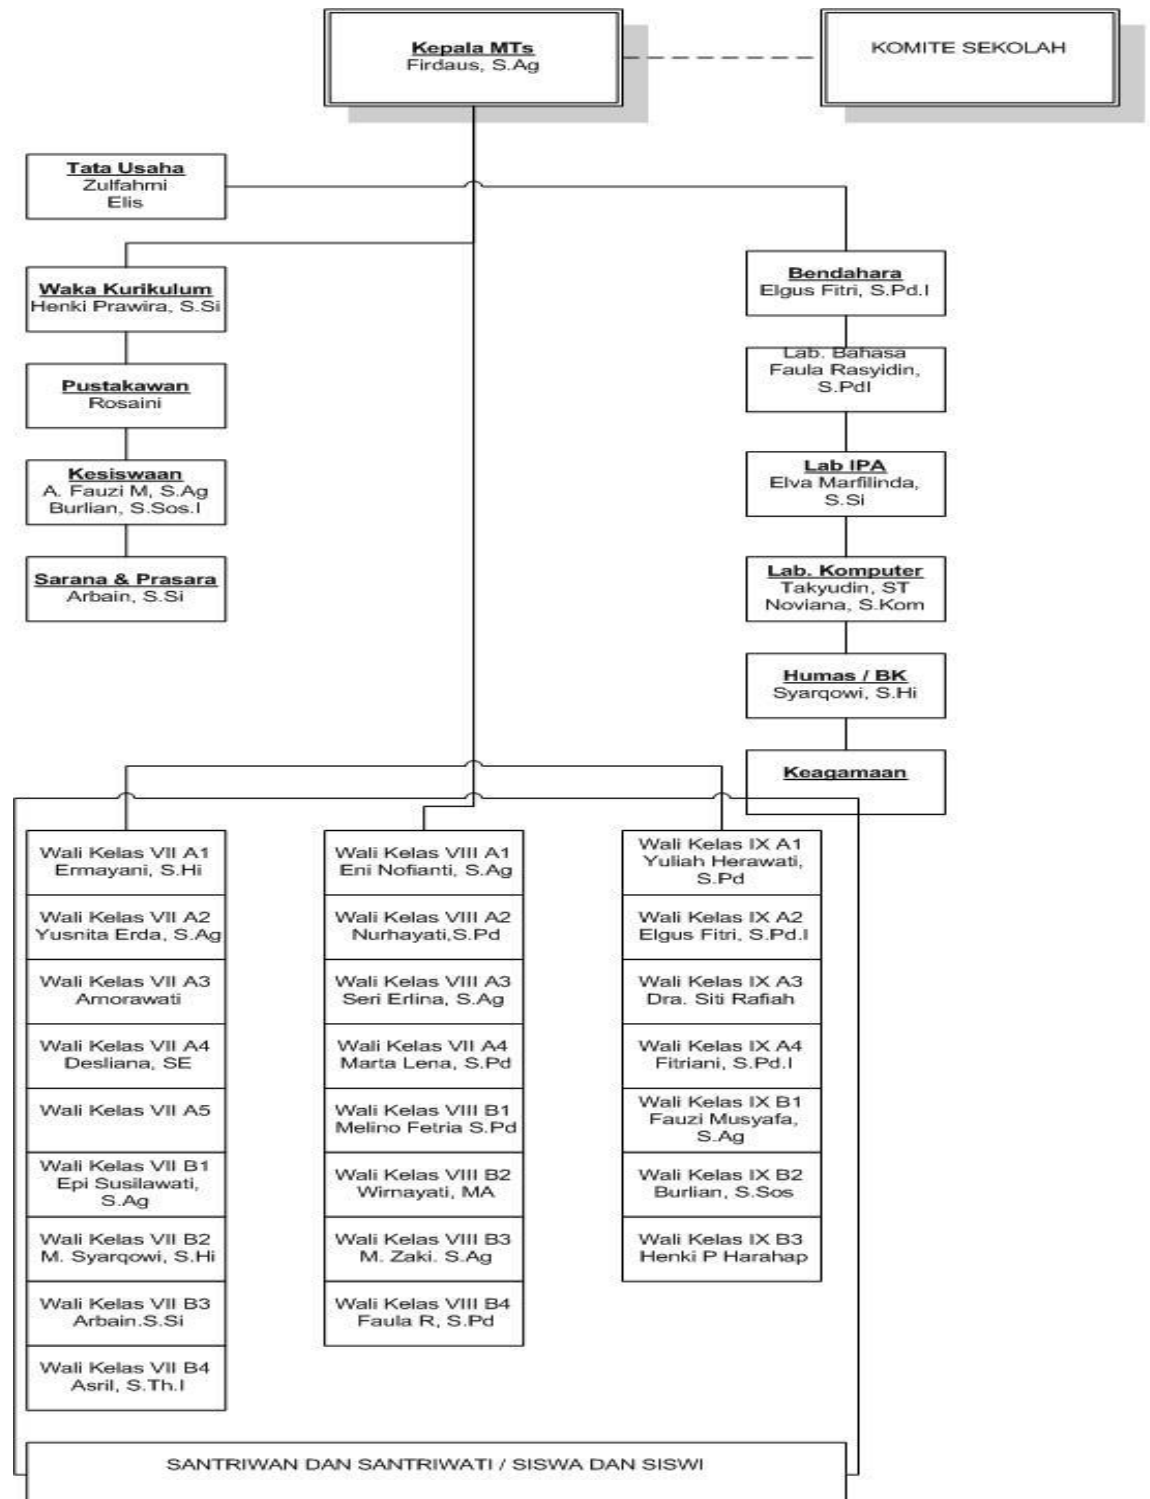 Kepala MTs
Firdaus, S.Ag
KOMITE SEKOLAH
Tata Usaha
Zulfahmi
Elis
Waka Kurikulum
Henki Prawira, S.Si
Pustakawan
Rosaini
Kesiswaan
A. Fauzi M, S.Ag
Burlian, S.Sos.I
Sarana & Prasara
Arbain, S.Si
Bendahara
Elgus Fitri, S.Pd.I
Lab. Bahasa
Faula Rasyidin,
S.PdI
Lab IPA
Elva Marfilinda,
S.Si
Lab. Komputer
Takyudin, ST
Noviana, S.Kom
Humas / BK
Syarqowi, S.Hi
Keagamaan
Wali Kelas VII A1
Ermayani, S.Hi
Wali Kelas VII A2
Yusnita Erda, S.Ag
Wali Kelas VII A3
Arnorawati
Wali Kelas VII A4
Desliana, SE
Wali Kelas VII A5
Wali Kelas VII B1
Epi Susilawati,
S.Ag
Wali Kelas VII B2
M. Syarqowi, S.Hi
Wali Kelas VII B3
Arbain.S.Si
Wali Kelas VII B4
Asril, S.Th.I
Wali Kelas VIII A1
Eni Nofianti, S.Ag
Wali Kelas VIII A2
Nurhayati,S.Pd
Wali Kelas VIII A3
Seri Erlina, S.Ag
Wali Kelas VII A4
Marta Lena, S.Pd
Wali Kelas VIII B1
Melino Fetria S.Pd
Wali Kelas VIII B2
Wirnayati, MA
Wali Kelas VIII B3
M. Zaki. S.Ag
Wali Kelas VIII B4
Faula R, S.Pd
Wali Kelas IX A1
Yuliah Herawati,
S.Pd
Wali Kelas IX A2
Elgus Fitri, S.Pd.I
Wali Kelas IX A3
Dra. Siti Rafiah
Wali Kelas IX A4
Fitriani, S.Pd.I
Wali Kelas IX B1
Fauzi Musyafa,
S.Ag
Wali Kelas IX B2
Burlian, S.Sos
Wali Kelas IX B3
Henki P Harahap
SANTRIWAN DAN SANTRIWATI / SISWA DAN SISWI